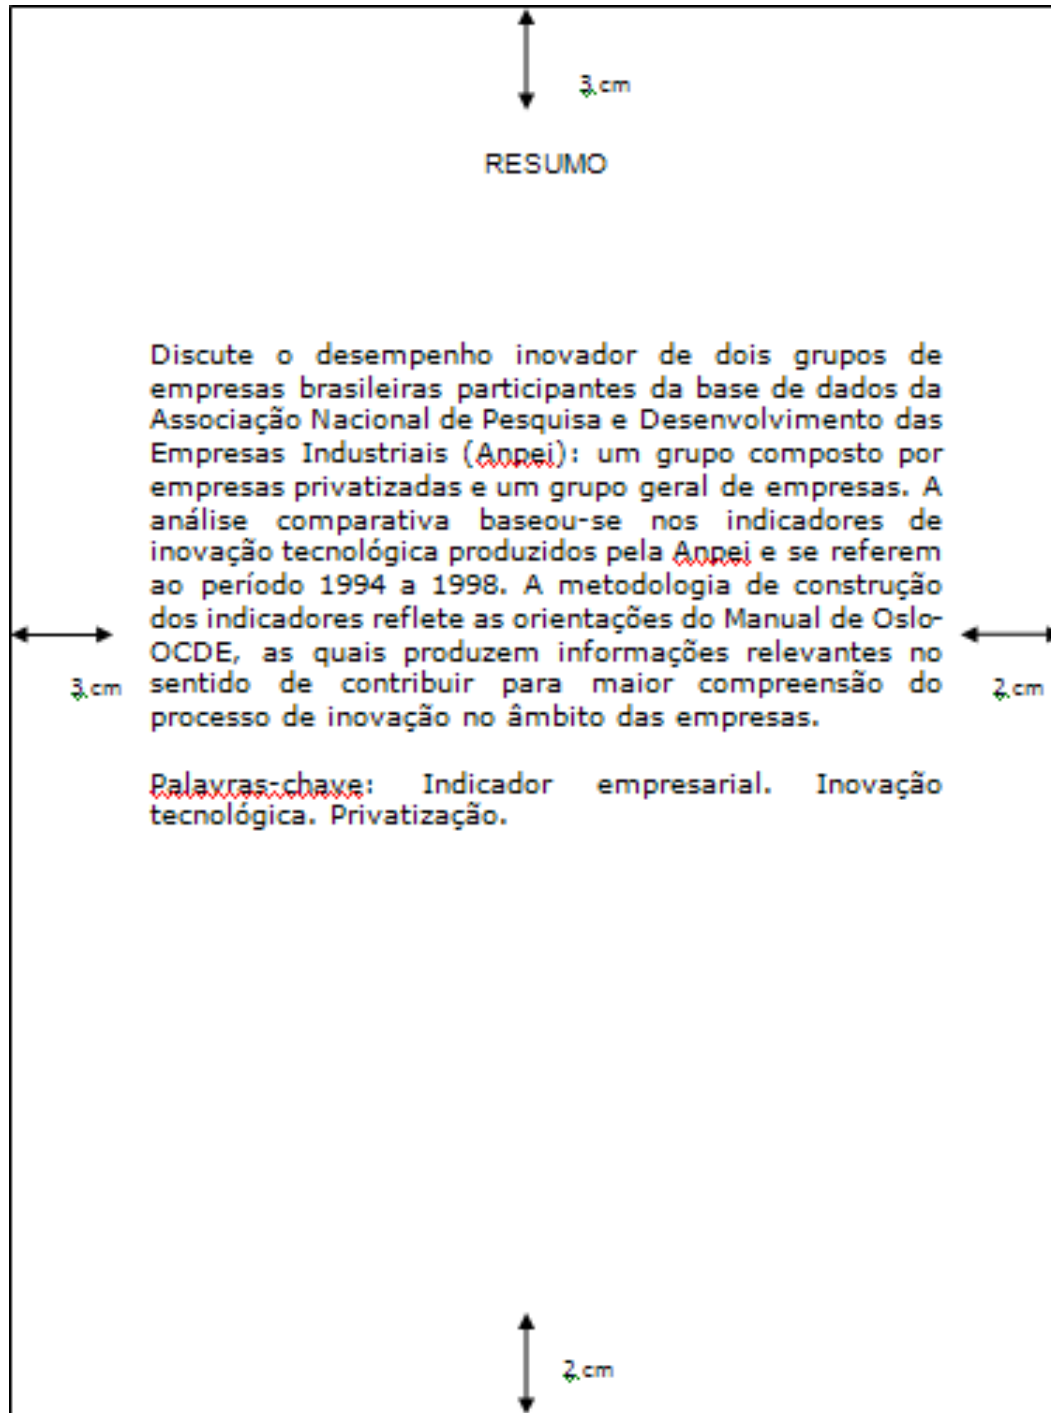 3 cm
RESUMO
Discute o desempenho inovador de dois grupos de
empresas brasileiras participantes da base de dados da
Associação Nacional de Pesquisa e Desenvolvimento das
Empresas Industriais (Anpei): um grupo composto por
empresas privatizadas e um grupo geral de empresas. A
análise comparativa baseou-se nos indicadores de
inovação tecnológica produzidos pela Anpei e se referem
ao período 1994 a 1998. A metodologia de construção
dos indicadores reflete as orientações do Manual de Oslo-
OCDE, as quais produzem informações relevantes no
sentido de contribuir para maior compreensão do
processo de inovação no âmbito das empresas.
3 cm
2 cm
Palavras-chave: Indicador empresarial. Inovação
tecnológica. Privatização.
2 cm